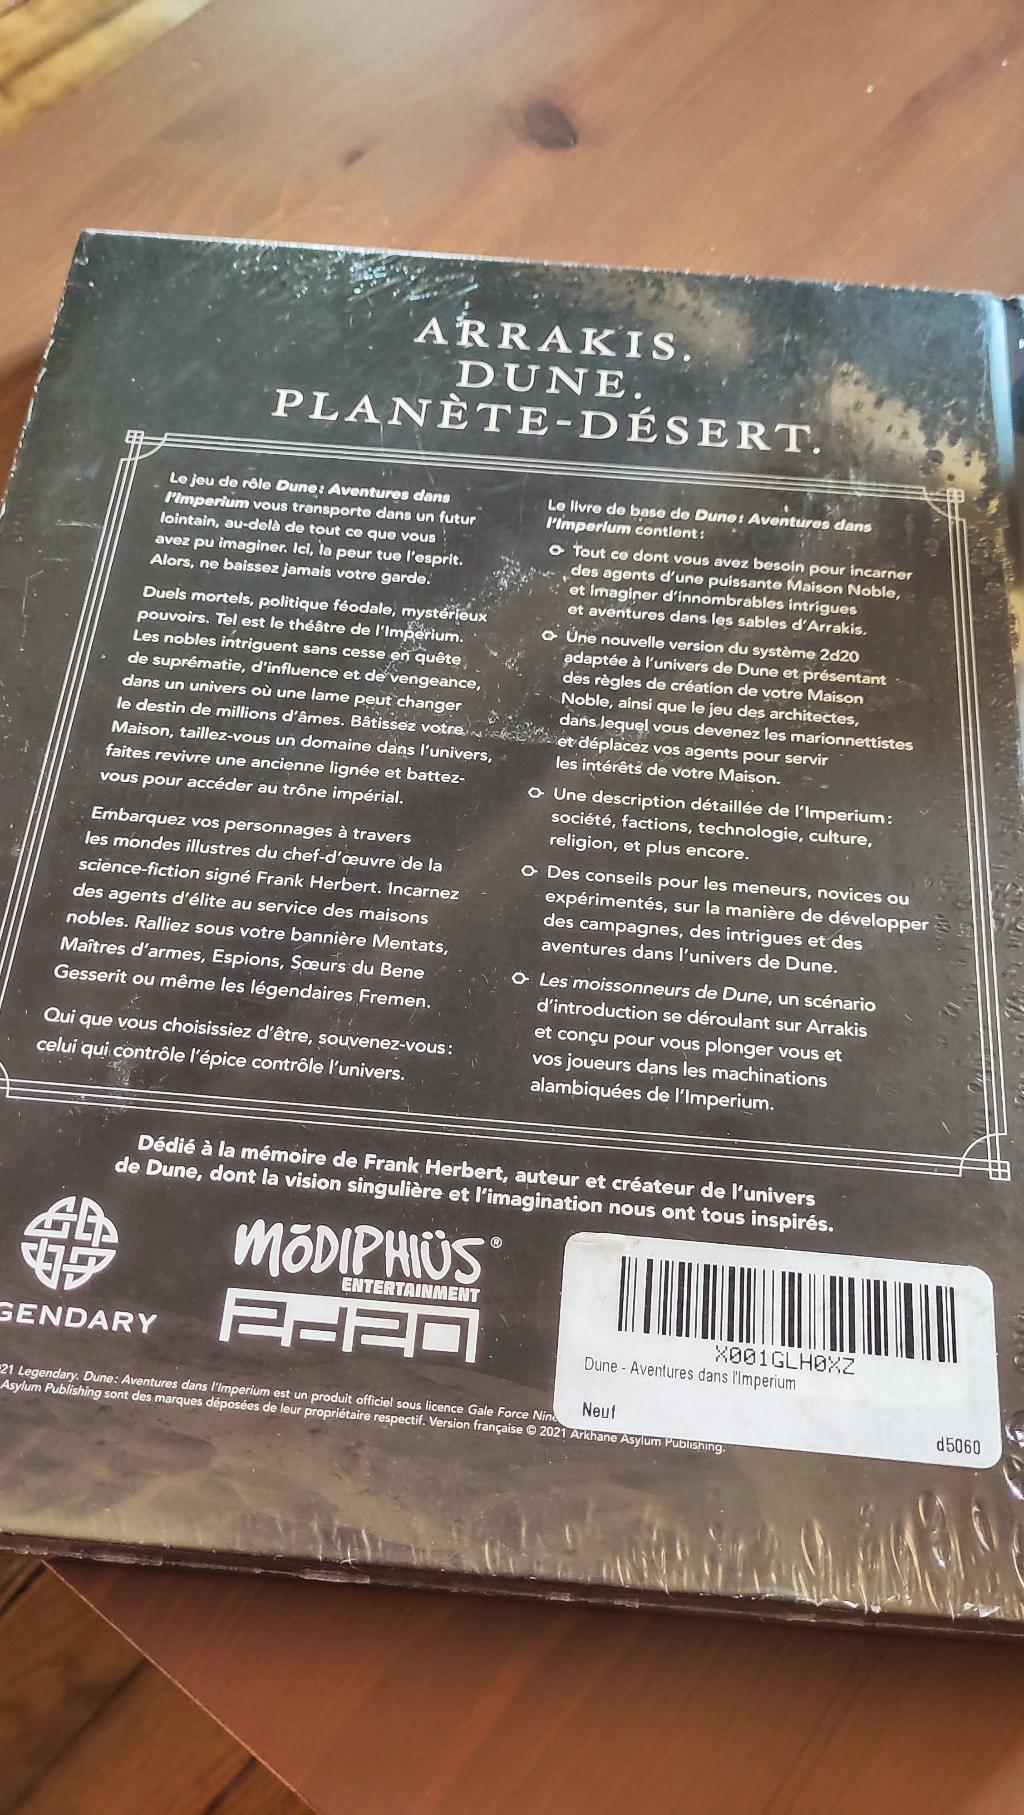 ARRAKIS.
DUNE.
PLANÈTE-DÉSERT.
Le jeu de rôle Dune : Aventures dans
l'Imperium vous transporte dans un futur
lointain, au-delà de tout ce que vous
avez pu imaginer. Ici, la peur tue l'esprit.
Alors, ne baissez jamais votre garde.
Duels mortels, politique féodale, mystérieux
pouvoirs. Tel est le théâtre de l'Imperium.
Les nobles intriguent sans cesse en quête
de suprématie, d'influence et de vengeance,
dans un univers où une lame peut changer
le destin de millions d'âmes. Bâtissez votre
Maison, taillez-vous un domaine dans l'univers,
faites revivre une ancienne lignée et battez-
vous pour accéder au trône impérial.
Embarquez vos personnages à travers
les mondes illustres du chef-d'œuvre de la
science-fiction signé Frank Herbert. Incarnez
des agents d'élite au service des maisons
nobles. Ralliez sous votre bannière Mentats,
Maîtres d'armes, Espions, Sœurs du Bene
Gesserit ou même les légendaires Fremen.
Qui que vous choisissiez d'être, souvenez-vous :
celui qui contrôle l'épice contrôle l'univers.
Le livre de base de Dune : Aventures dans
l'Imperium contient :
Tout ce dont vous avez besoin pour incarner
des agents d'une puissante Maison Noble,
et imaginer d'innombrables intrigues
et aventures dans les sables d'Arrakis.
Une nouvelle version du système 2d20
adaptée à l'univers de Dune et présentant
des règles de création de votre Maison
Noble, ainsi que le jeu des architectes,
dans lequel vous devenez les marionnettistes
et déplacez vos agents pour servir
les intérêts de votre Maison.
Une description détaillée de l'Imperium :
société, factions, technologie, culture,
religion, et plus encore.
Des conseils pour les meneurs, novices ou
expérimentés, sur la manière de développer
des campagnes, des intrigues et des
aventures dans l'univers de Dune.
Les moissonneurs de Dune, un scénario
d'introduction se déroulant sur Arrakis
et conçu pour vous plonger vous et
vos joueurs dans les machinations
alambiquées de l'Imperium.
Dédié à la mémoire de Frank Herbert, auteur et créateur de l'univers
de Dune, dont la vision singulière et l'imagination nous ont tous inspirés.
GENDARY
MōDIPHIÜS®
ENTERTAINMENT
2d20
X001GLH0XZ
Dune - Aventures dans l'Imperium
Neuf
d5060
21 Legendary. Dune : Aventures dans l'Imperium est un produit officiel sous licence Gale Force Nine
Asylum Publishing sont des marques déposées de leur propriétaire respectif. Version française © 2021 Arkhane Asylum Publishing.